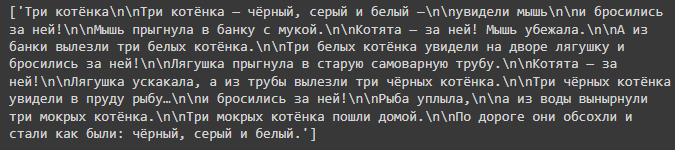 ['Три котёнка\n\nТри котёнка — чёрный, серый и белый —\n\nувидели мышь\n\nи бросились
за ней!\n\nМышь прыгнула в банку с мукой.\n\nКотята — за ней! Мышь убежала.\n\nА из
банки вылезли три белых котёнка.\n\nТри белых котёнка увидели на дворе лягушку и
бросились за ней!\n\nЛягушка прыгнула в старую самоварную трубу.\n\nКотята — за
ней!\n\nЛягушка ускакала, а из трубы вылезли три чёрных котёнка.\n\nТри чёрных котёнка
увидели в пруду рыбу…\n\nи бросились за ней!\n\nРыба уплыла,\n\nа из воды вынырнули
три мокрых котёнка.\n\nТри мокрых котёнка пошли домой.\n\nПо дороге они обсохли и
стали как были: чёрный, серый и белый.']